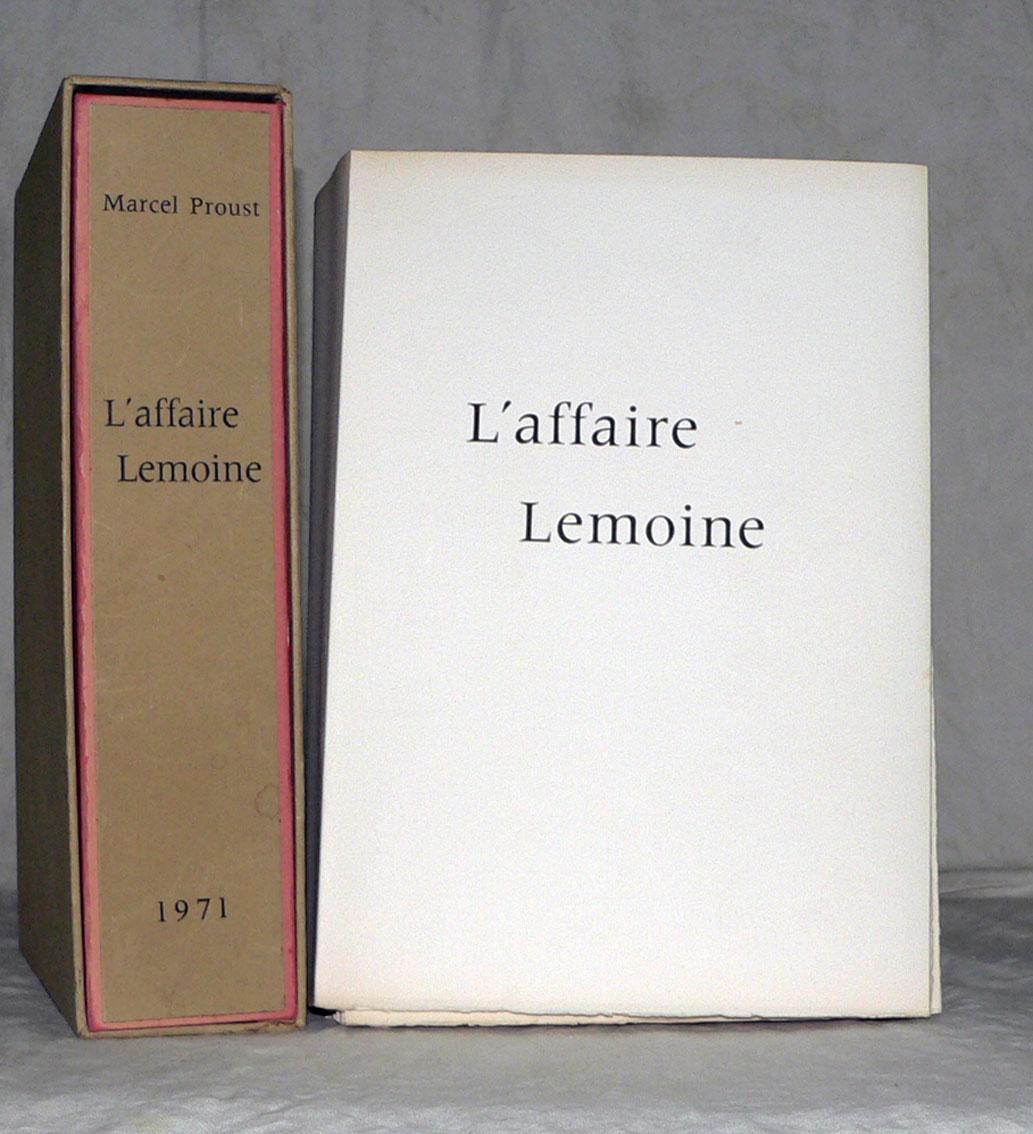 Marcel Proust
L'affaire
Lemoine
1971
L'affaire
Lemoine